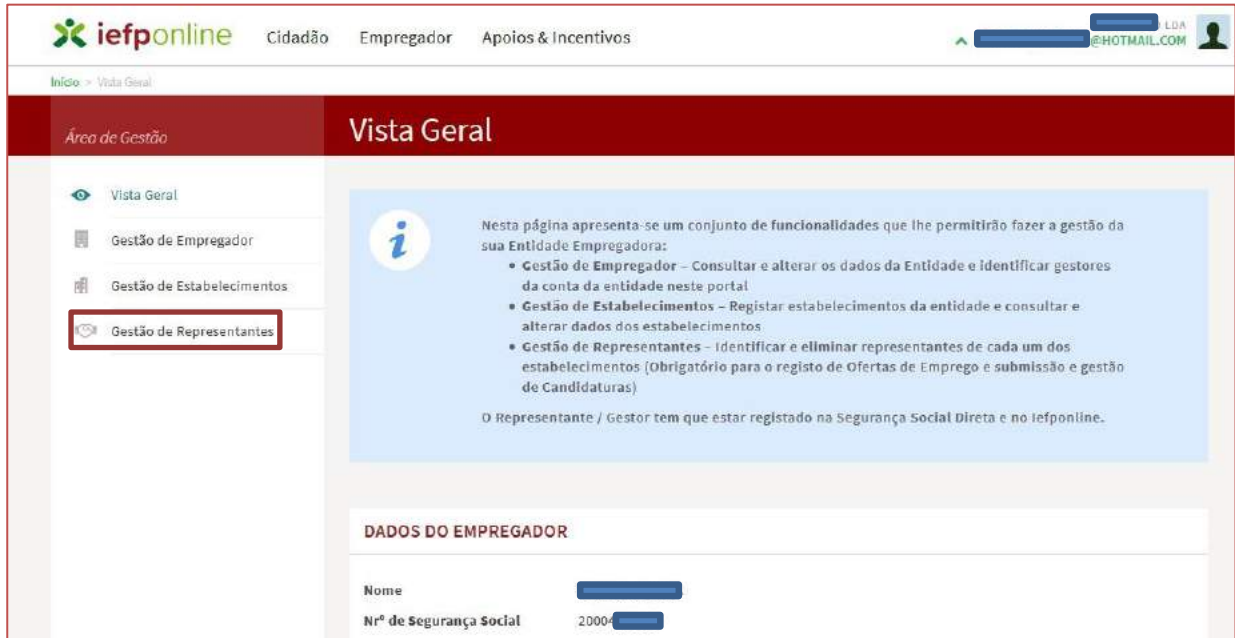 iefponline Cidadão Empregador Apoios & Incentivos
LDA
@HOTMAIL.COM
Início > Vista Geral
Área de Gestão
Vista Geral
Vista Geral
Gestão de Empregador
Gestão de Estabelecimentos
Gestão de Representantes
i
Nesta página apresenta-se um conjunto de funcionalidades que lhe permitirão fazer a gestão da
sua Entidade Empregadora:
• Gestão de Empregador – Consultar e alterar os dados da Entidade e identificar gestores
da conta da entidade neste portal
• Gestão de Estabelecimentos – Registar estabelecimentos da entidade e consultar e
alterar dados dos estabelecimentos
• Gestão de Representantes – Identificar e eliminar representantes de cada um dos
estabelecimentos (Obrigatório para o registo de Ofertas de Emprego e submissão e gestão
de Candidaturas)
O Representante / Gestor tem que estar registado na Segurança Social Direta e no Iefponline.
DADOS DO EMPREGADOR
Nome
Nrº de Segurança Social 20004